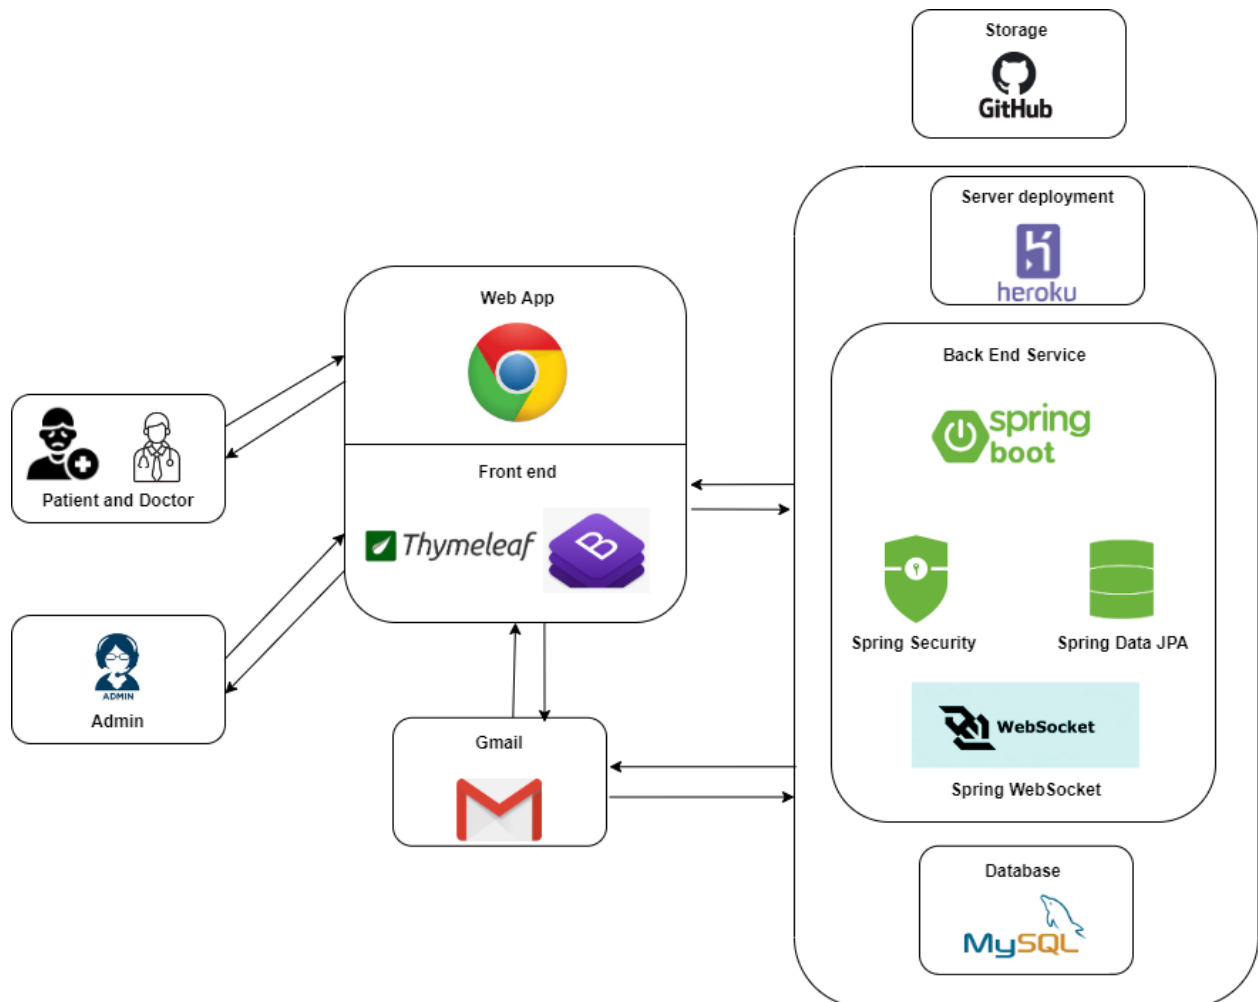 Storage
GitHub
Server deployment
heroku
Web App
Back End Service
spring
boot
Front end
Thymeleaf
B
Patient and Doctor
Spring Security
Spring Data JPA
ADMIN
Admin
WebSocket
Gmail
Spring WebSocket
Database
MySQL